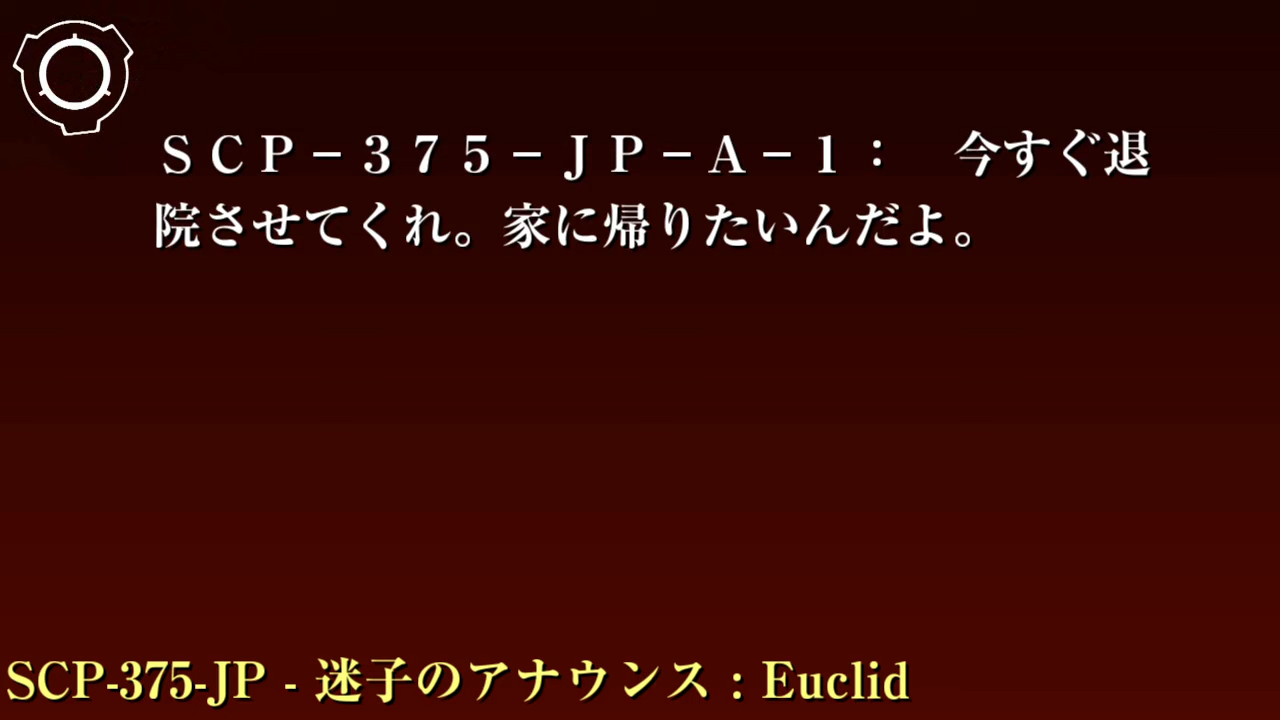 SCP－375－JP－A－1：　今すぐ退
院させてくれ。家に帰りたいんだよ。
SCP-375-JP - 迷子のアナウンス : Euclid